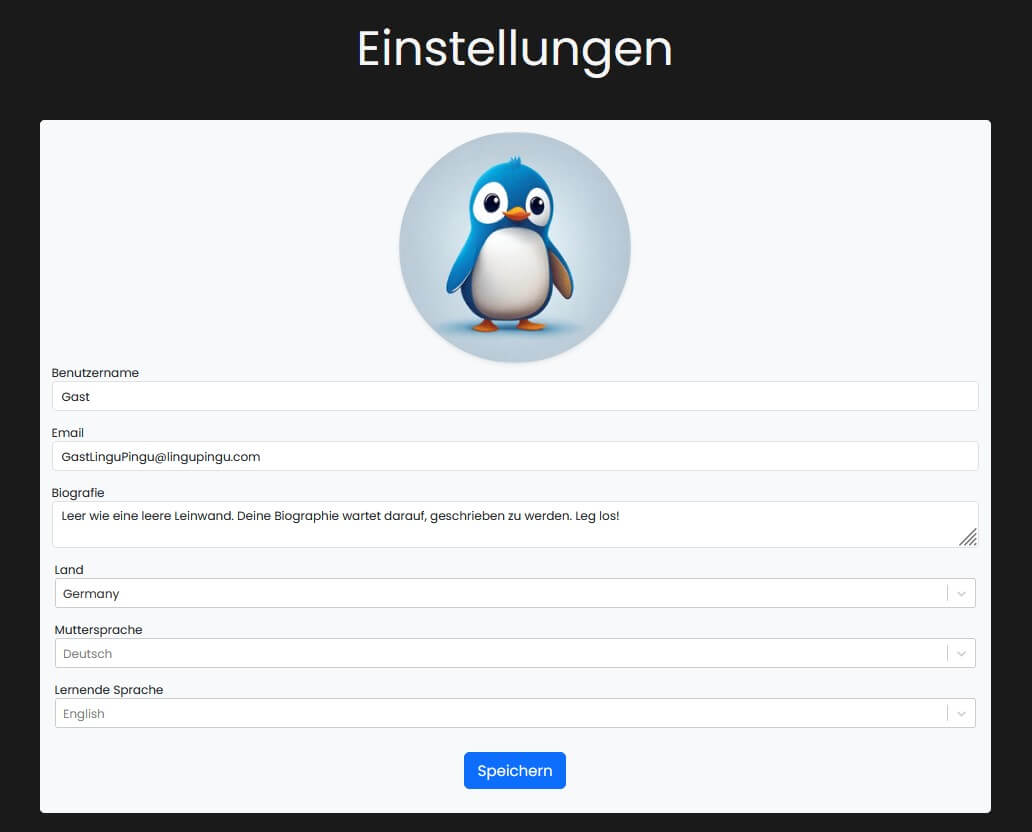 Einstellungen
Benutzername
Gast
Email
GastLinguPingu@lingupingu.com
Biografie
Leer wie eine leere Leinwand. Deine Biographie wartet darauf, geschrieben zu werden. Leg los!
Land
Germany
Muttersprache
Deutsch
Lernende Sprache
English
Speichern